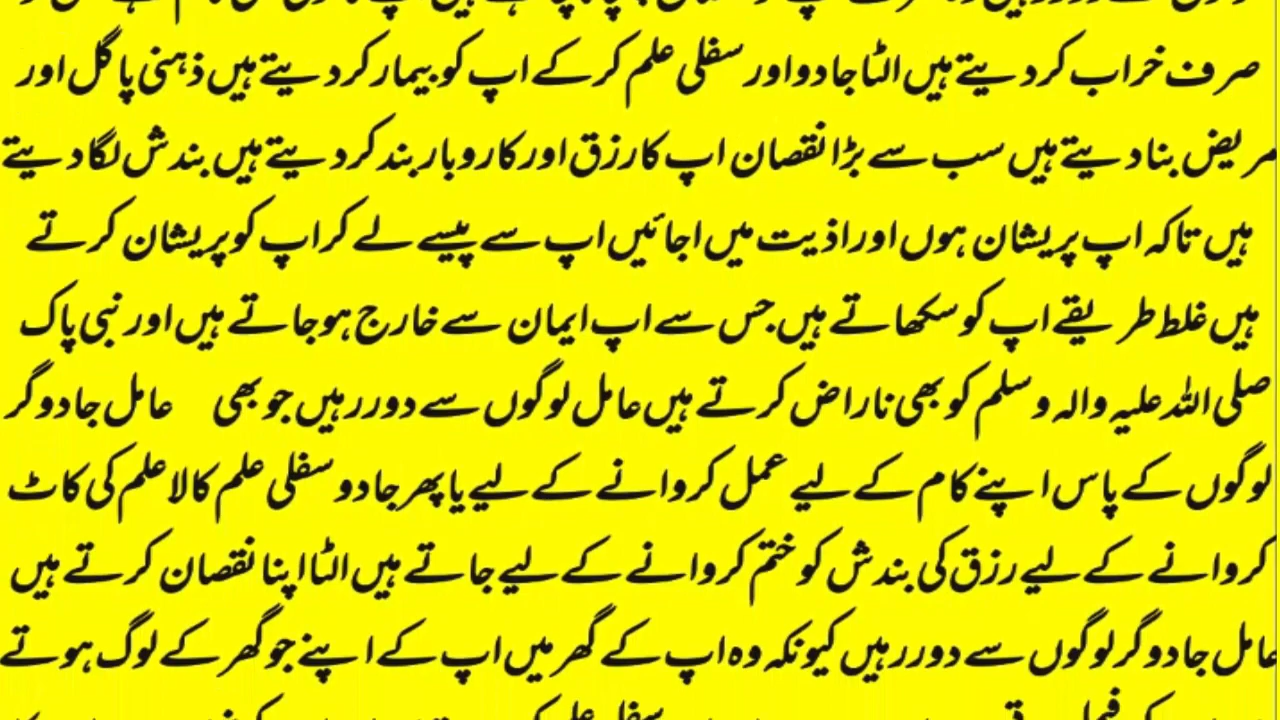 صرف خراب کر دیتے ہیں الٹا جادو اور سفلی علم کر کے اپ کو بیمار کر دیتے ہیں ذہنی پاگل اور
مریض بنا دیتے ہیں سب سے بڑا نقصان اپ کا رزق اور کاروبار بند کر دیتے ہیں بندش لگا دیتے
ہیں تاکہ اپ پریشان ہوں اور اذیت میں اجائیں اپ سے پیسے لے کر اپ کو پریشان کرتے
ہیں غلط طریقے اپ کو سکھاتے ہیں جس سے اپ ایمان سے خارج ہو جاتے ہیں اور نبی پاک
صلی اللہ علیہ والہ وسلم کو بھی ناراض کرتے ہیں عامل لوگوں سے دور رہیں جو بھی عامل جادوگر
لوگوں کے پاس اپنے کام کے لیے عمل کروانے کے لیے یا پھر جادو سفلی علم کالا علم کی کاٹ
کروانے کے لیے رزق کی بندش کو ختم کروانے کے لیے جاتے ہیں الٹا اپنا نقصان کرتے ہیں
عامل جادوگر لوگوں سے دور رہیں کیونکہ وہ اپ کے گھر میں اپ کے اپنے جو گھر کے لوگ ہوتے